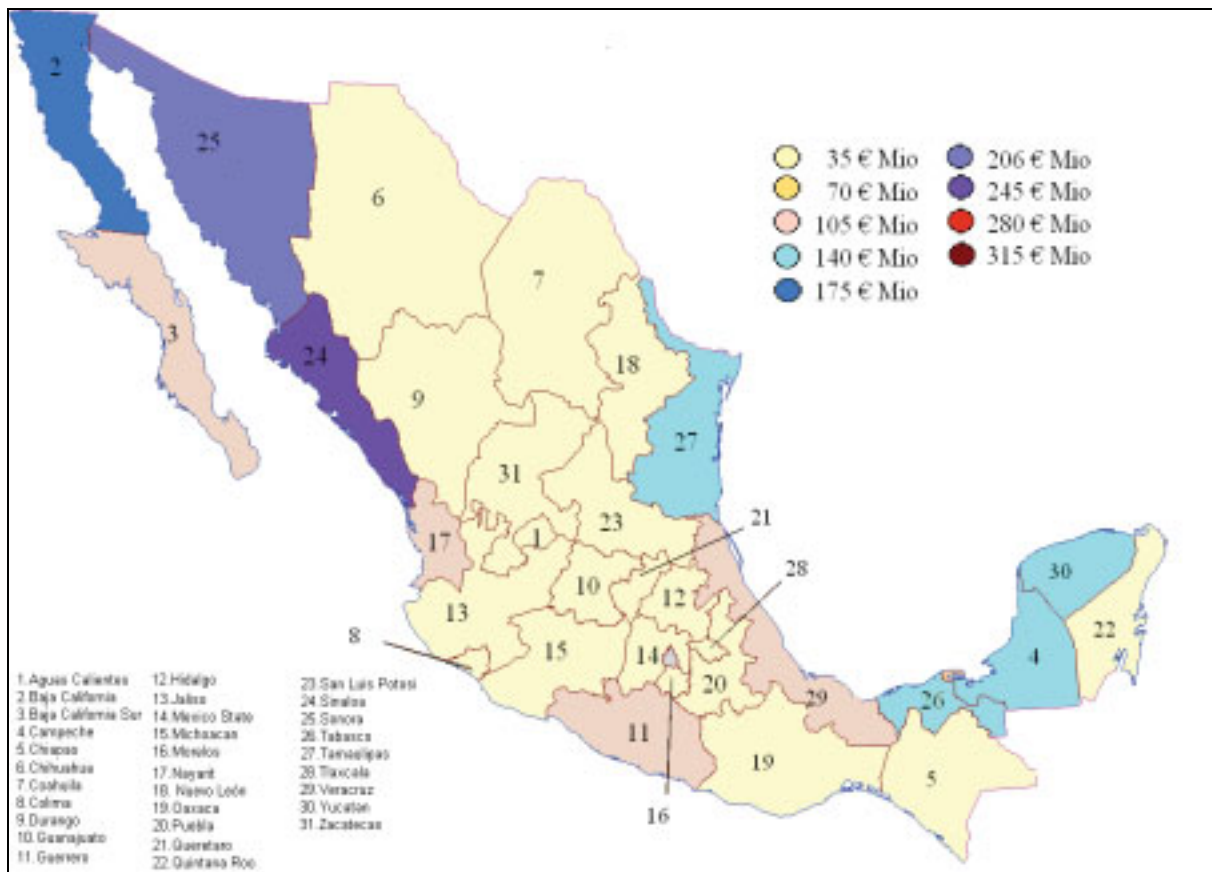 2
25
6
35 € Mio
206 € Mio
70 € Mio
245 € Mio
105 € Mio
280 € Mio
140 € Mio
315 € Mio
175 € Mio
7
3
24
18
9
27
31
23
21
17
1
28
10
12
30
13
8
15
14
22
4
20
29
26
11
19
5
16
1.Aguas Calientes
2.Baja California
3.Baja California Sur
4.Campeche
5.Chiapas
6.Chihuahua
7.Coahuila
8.Colima
9.Durango
10.Guanajuato
11.Guerrero
12.Hidalgo
13.Jaliso
14.Mexico State
15.Michoacan
16.Morelos
17.Nayarit
18. Nuevo León
19.Oaxaca
20.Puebla
21.Queretaro
22.Quintana Roo
23.San Luis Potosi
24.Sinaloa
25.Sonora
26.Tabasco
27.Tamaulipas
28.Tlaxcala
29.Veracruz
30.Yucatan
31.Zacatecas